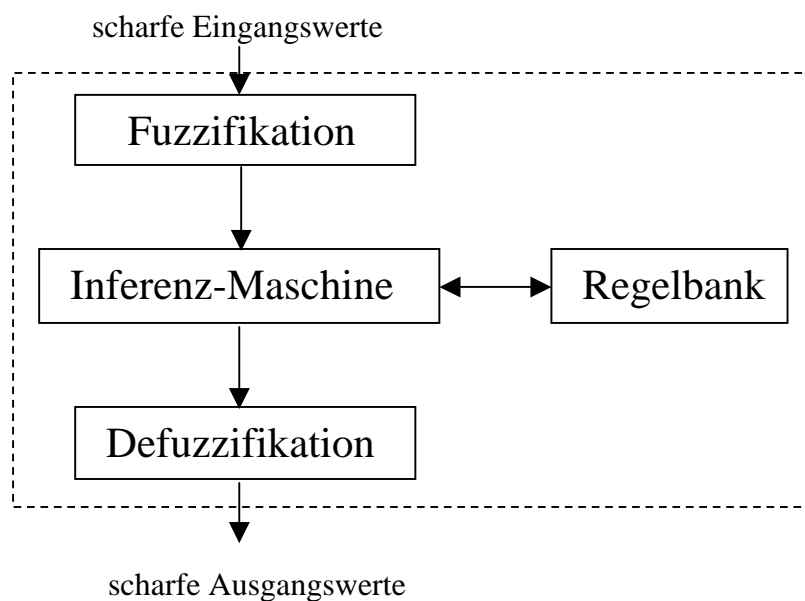 scharfe Eingangswerte
Fuzzifikation
Inferenz-Maschine
Regelbank
Defuzzifikation
scharfe Ausgangswerte